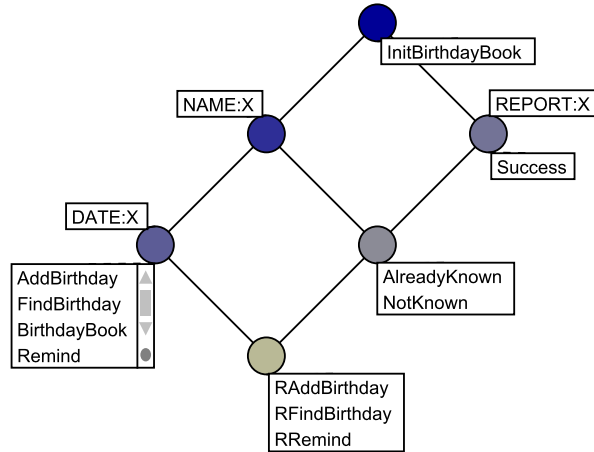 InitBirthdayBook
NAME:X
REPORT:X
Success
DATE:X
AddBirthday
FindBirthday
BirthdayBook
Remind
AlreadyKnown
NotKnown
RAddBirthday
RFindBirthday
RRemind